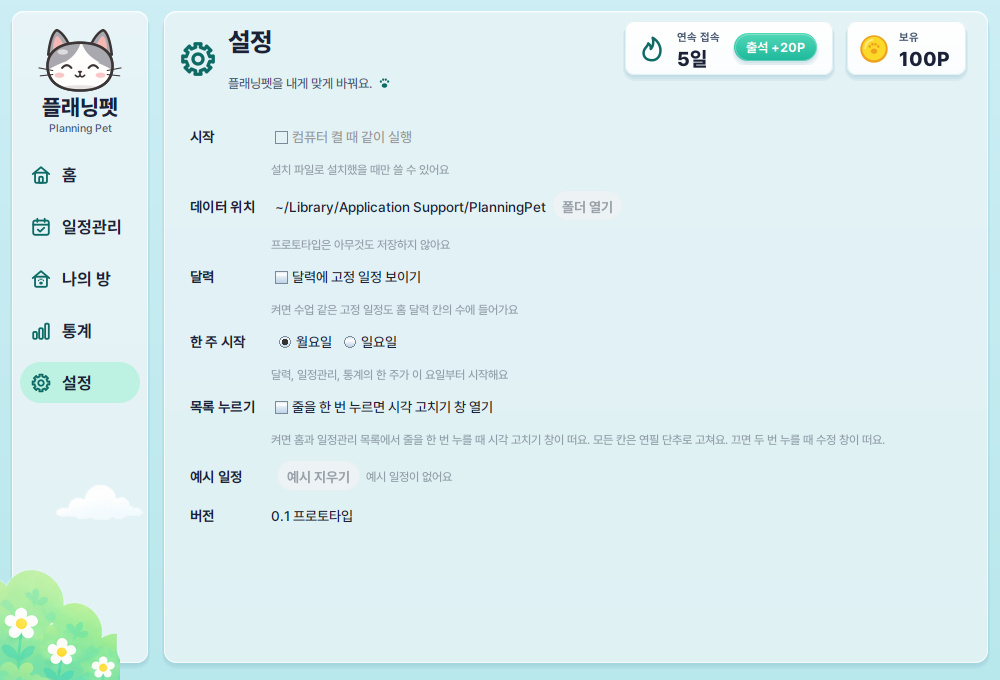 플래닝펫
Planning Pet
홈
일정관리
나의 방
통계
설정
설정
플래닝펫을 내게 맞게 바꿔요.
연속 접속
5일
출석 +20P
보유
100P
시작
컴퓨터 켤 때 같이 실행
설치 파일로 설치했을 때만 쓸 수 있어요
데이터 위치
~/Library/Application Support/PlanningPet
폴더 열기
프로토타입은 아무것도 저장하지 않아요
달력
달력에 고정 일정 보이기
켜면 수업 같은 고정 일정도 홈 달력 칸의 수에 들어가요
한 주 시작
월요일
일요일
달력, 일정관리, 통계의 한 주가 이 요일부터 시작해요
목록 누르기
줄을 한 번 누르면 시각 고치기 창 열기
켜면 홈과 일정관리 목록에서 줄을 한 번 누를 때 시각 고치기 창이 떠요. 모든 칸은 연필 단추로 고쳐요. 끄면 두 번 누를 때 수정 창이 떠요.
예시 일정
예시 지우기
예시 일정이 없어요
버전
0.1 프로토타입